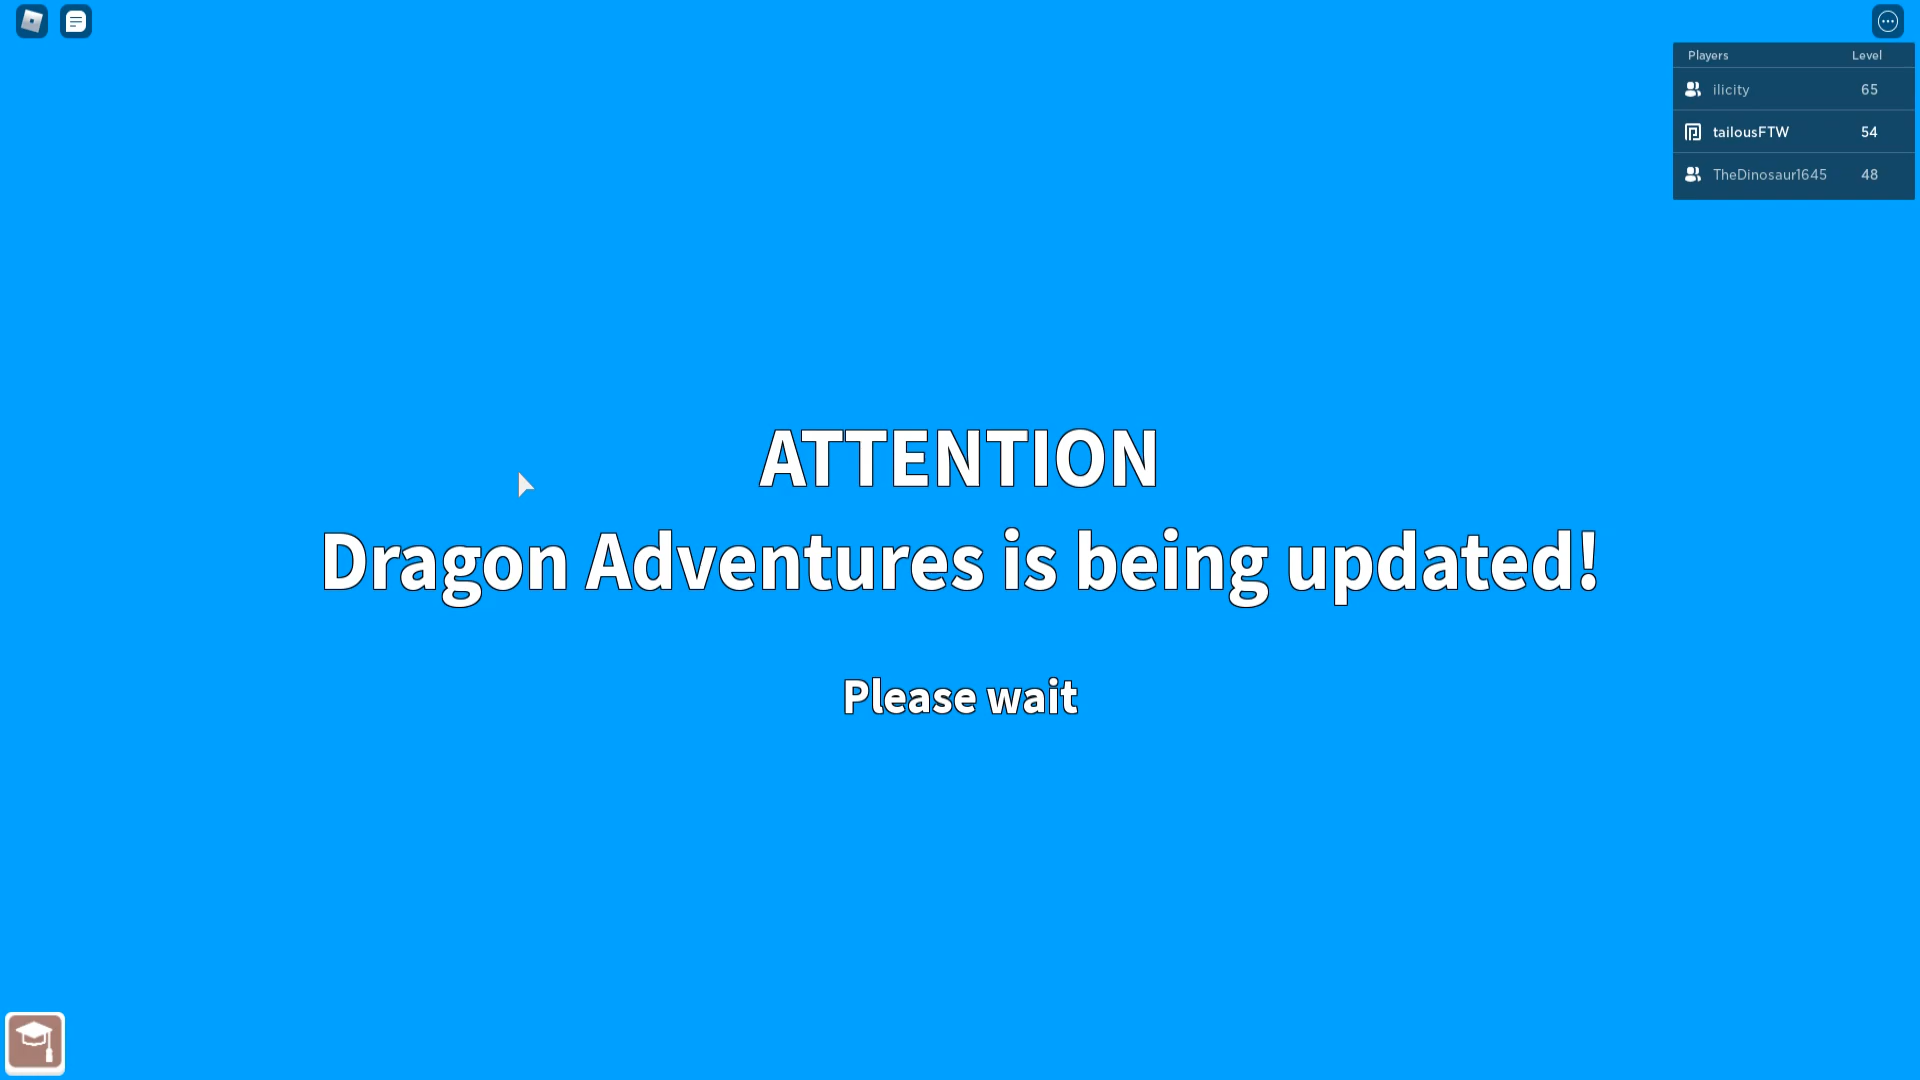 Players Level
ilicity 65
tailousFTW 54
TheDinosaur1645 48
ATTENTION
Dragon Adventures is being updated!
Please wait